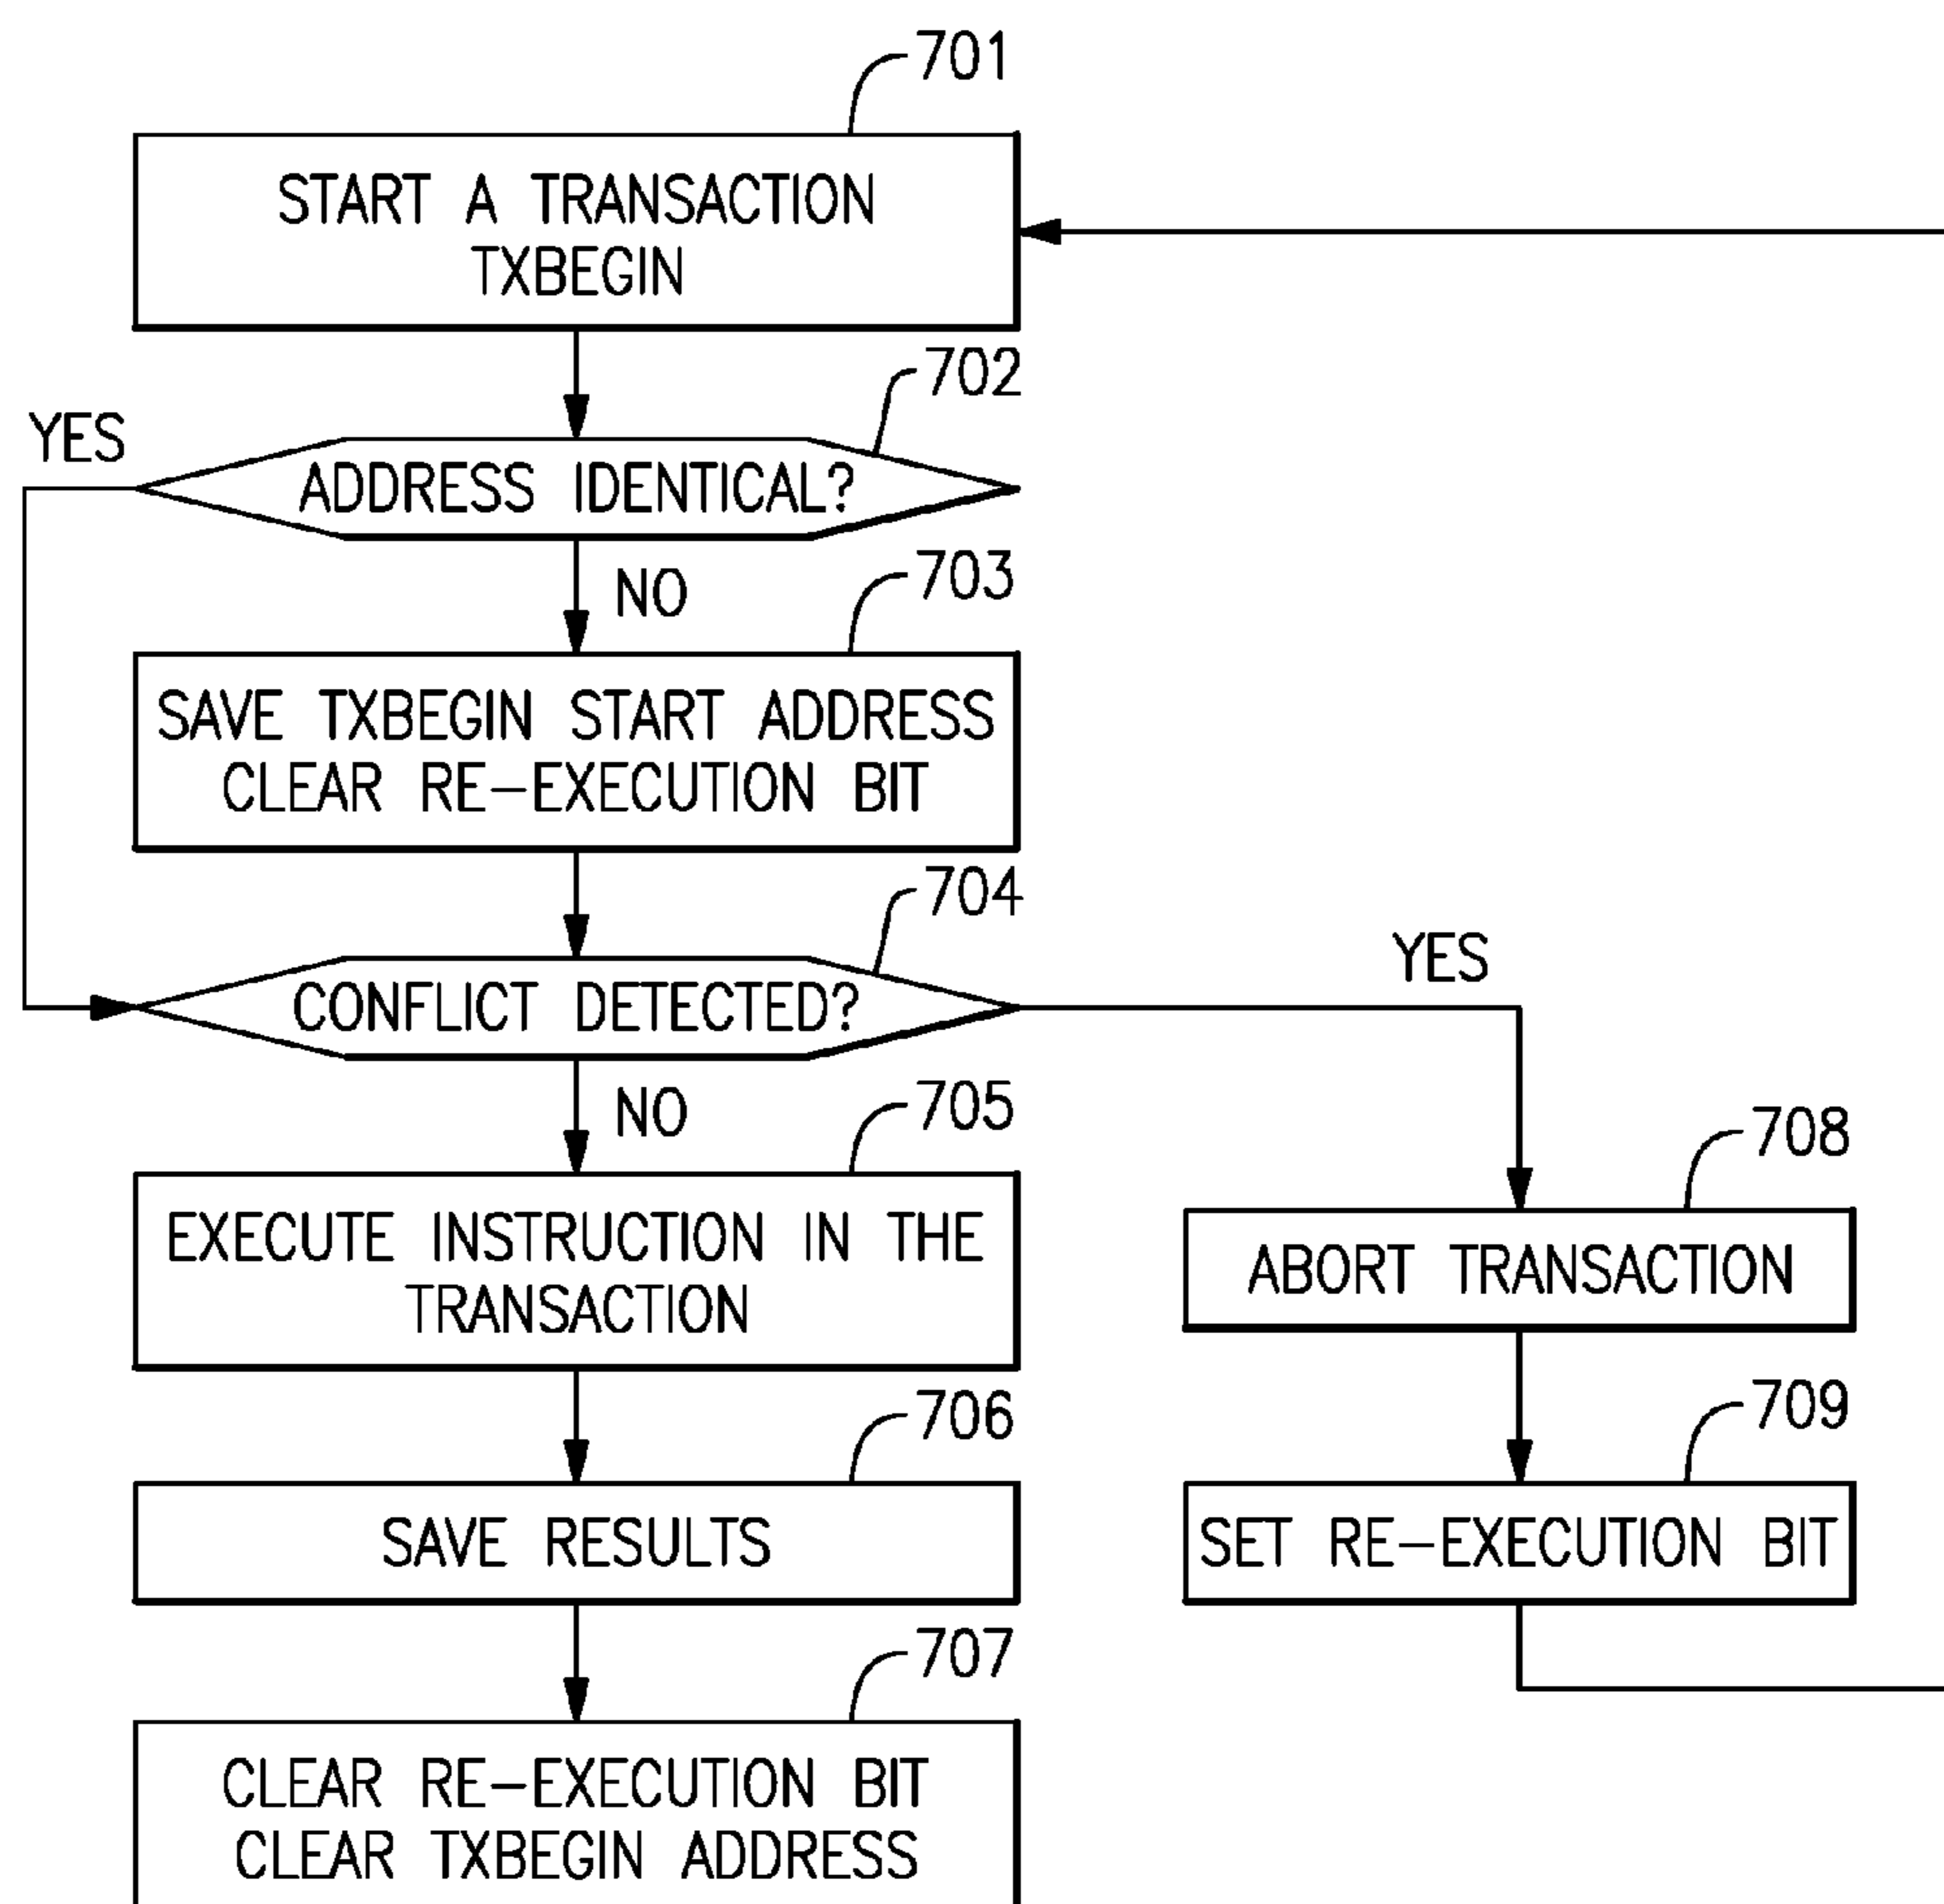 701
START A TRANSACTION
TXBEGIN
702
YES
ADDRESS IDENTICAL?
NO
703
SAVE TXBEGIN START ADDRESS
CLEAR RE-EXECUTION BIT
704
CONFLICT DETECTED?
YES
NO
705
EXECUTE INSTRUCTION IN THE
TRANSACTION
706
SAVE RESULTS
707
CLEAR RE-EXECUTION BIT
CLEAR TXBEGIN ADDRESS
708
ABORT TRANSACTION
709
SET RE-EXECUTION BIT